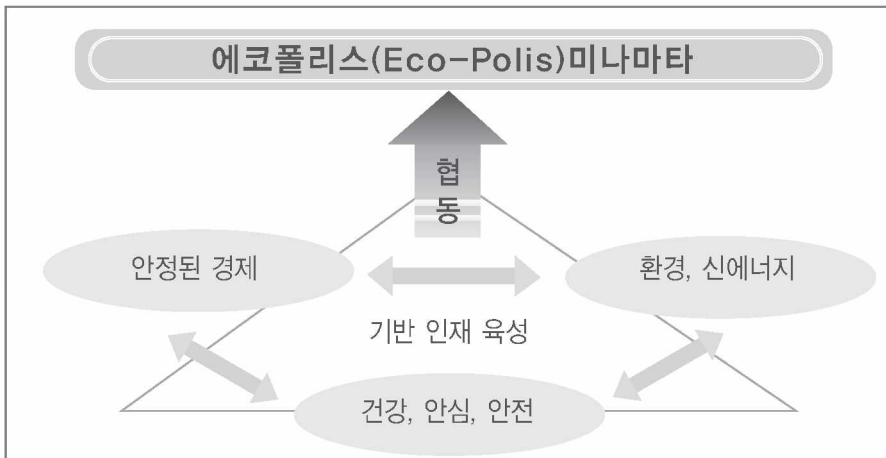 에코폴리스(Eco-Polis)미나마타
협
동
안정된 경제
환경, 신에너지
기반 인재 육성
건강, 안심, 안전